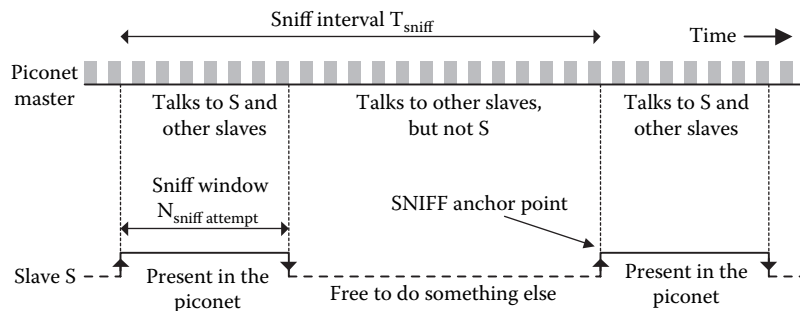 Sniff interval Tsniff
Time
Piconet
master
Talks to S and
other slaves
Talks to other slaves,
but not S
Talks to S and
other slaves
Sniff window
Nsniff attempt
SNIFF anchor point
Slave S
Present in the
piconet
Free to do something else
Present in the
piconet